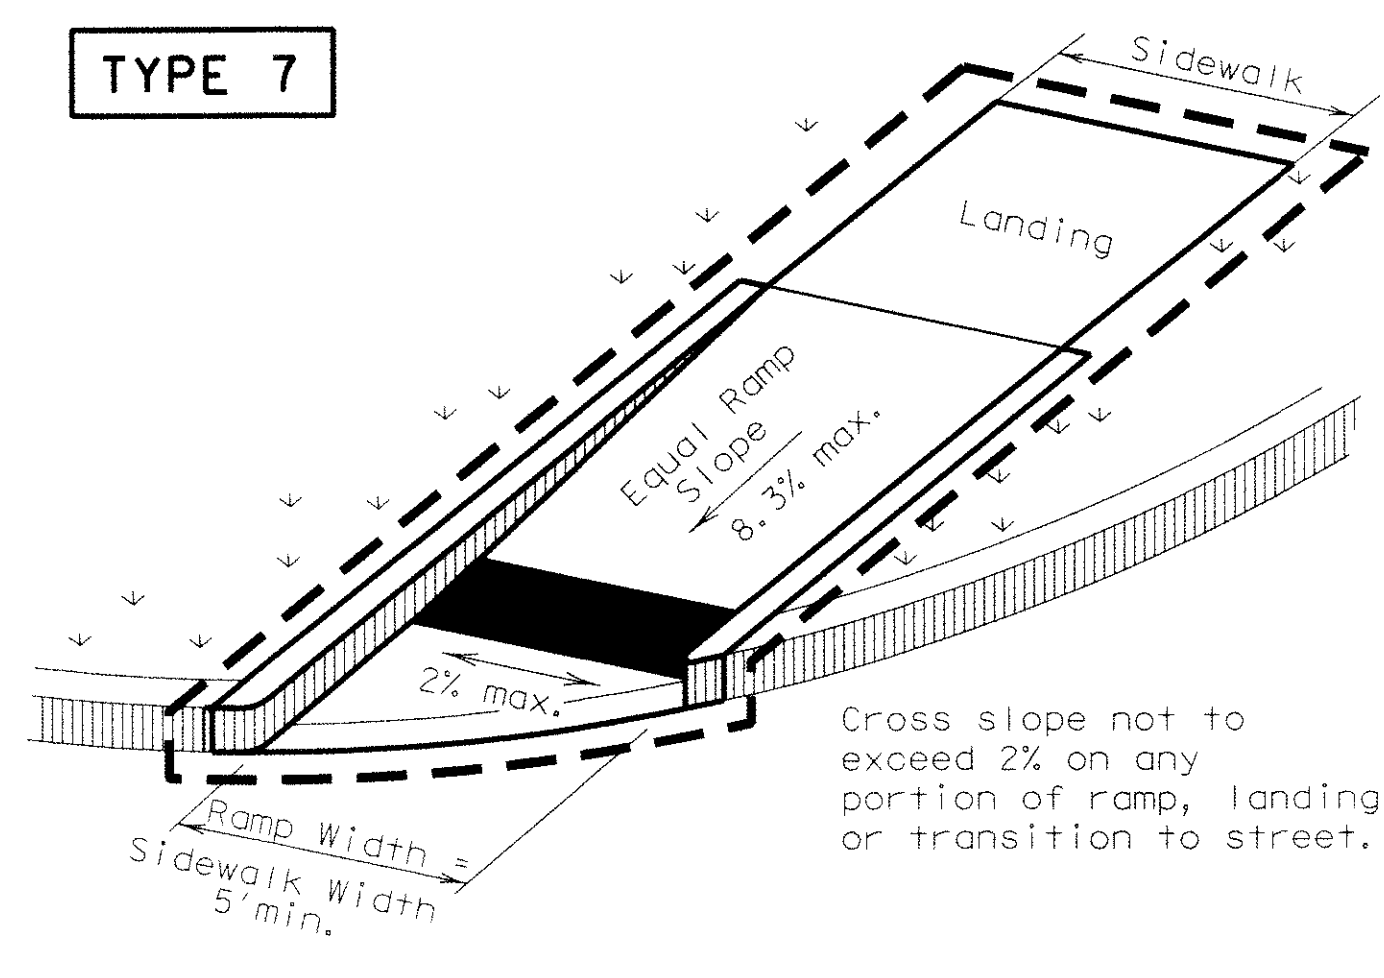 TYPE 7
Sidewalk
Landing
Equal Ramp
Slope
8.3% max.
2% max.
Cross slope not to
exceed 2% on any
portion of ramp, landing
or transition to street.
Ramp Width =
Sidewalk Width
5'min.